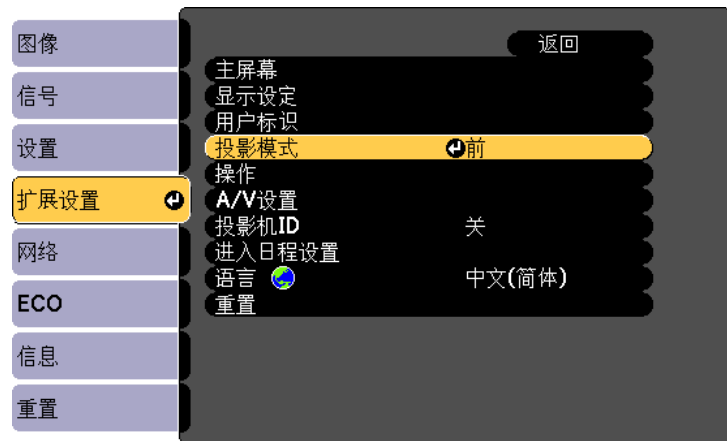 图像
信号
设置
扩展设置
网络
ECO
信息
重置
返回
主屏幕
显示设定
用户标识
投影模式 前
操作
A/V设置
投影机ID 关
进入日程设置
语言 中文(简体)
重置